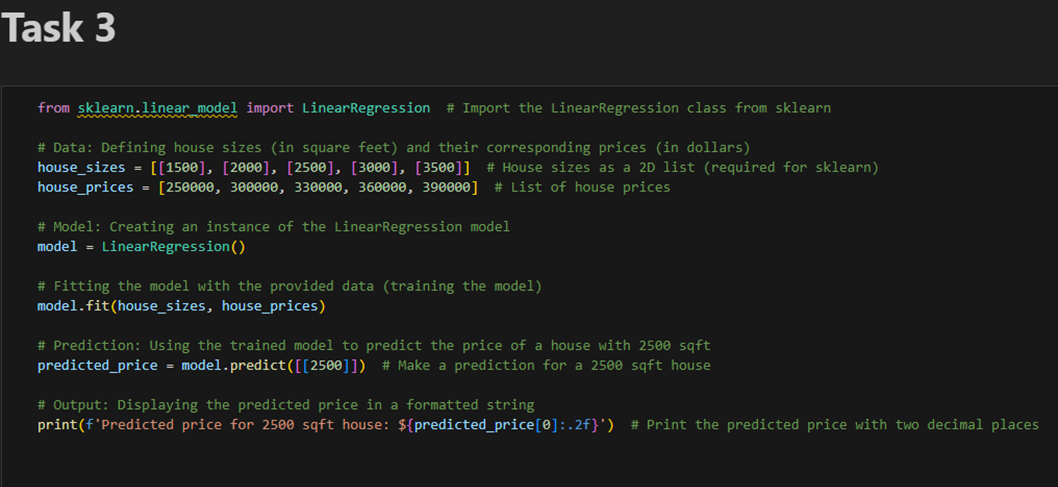 Task 3
from sklearn.linear_model import LinearRegression  # Import the LinearRegression class from sklearn
# Data: Defining house sizes (in square feet) and their corresponding prices (in dollars)
house_sizes = [[1500], [2000], [2500], [3000], [3500]]  # House sizes as a 2D list (required for sklearn)
house_prices = [250000, 300000, 330000, 360000, 390000]  # List of house prices
# Model: Creating an instance of the LinearRegression model
model = LinearRegression()
# Fitting the model with the provided data (training the model)
model.fit(house_sizes, house_prices)
# Prediction: Using the trained model to predict the price of a house with 2500 sqft
predicted_price = model.predict([[2500]])  # Make a prediction for a 2500 sqft house
# Output: Displaying the predicted price in a formatted string
print(f'Predicted price for 2500 sqft house: ${predicted_price[0]:.2f}')  # Print the predicted price with two decimal places